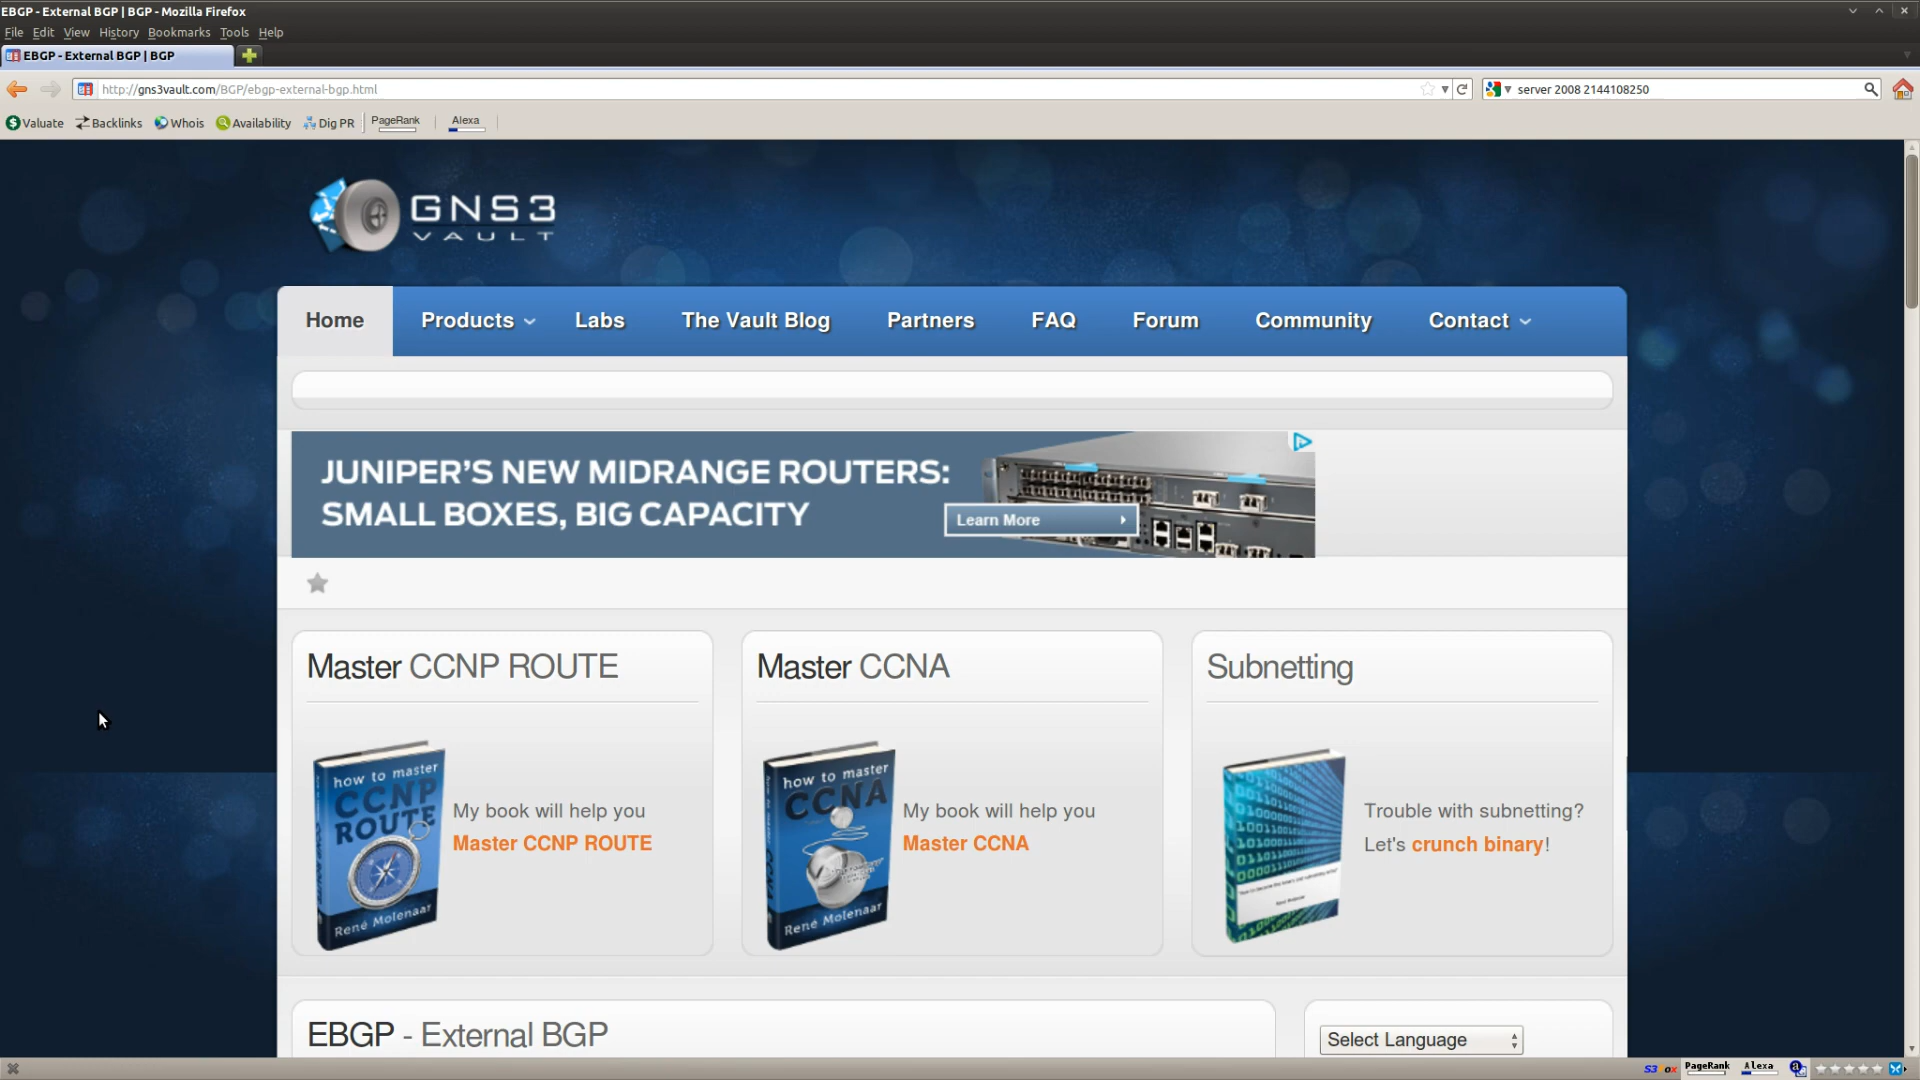 EBGP - External BGP | BGP - Mozilla Firefox
File Edit View History Bookmarks Tools Help
EBGP - External BGP | BGP
http://gns3vault.com/BGP/ebgp-external-bgp.html
server 2008 2144108250
Valuate Backlinks Whois Availability Dig PR PageRank Alexa
GNS3
VAULT
Home Products Labs The Vault Blog Partners FAQ Forum Community Contact
JUNIPER'S NEW MIDRANGE ROUTERS:
SMALL BOXES, BIG CAPACITY
Learn More
Master CCNP ROUTE
how to master
CCNP
ROUTE
René Molenaar
My book will help you
Master CCNP ROUTE
Master CCNA
how to master
CCNA
René Molenaar
My book will help you
Master CCNA
Subnetting
Trouble with subnetting?
Let's crunch binary!
EBGP - External BGP
Select Language
PageRank Alexa